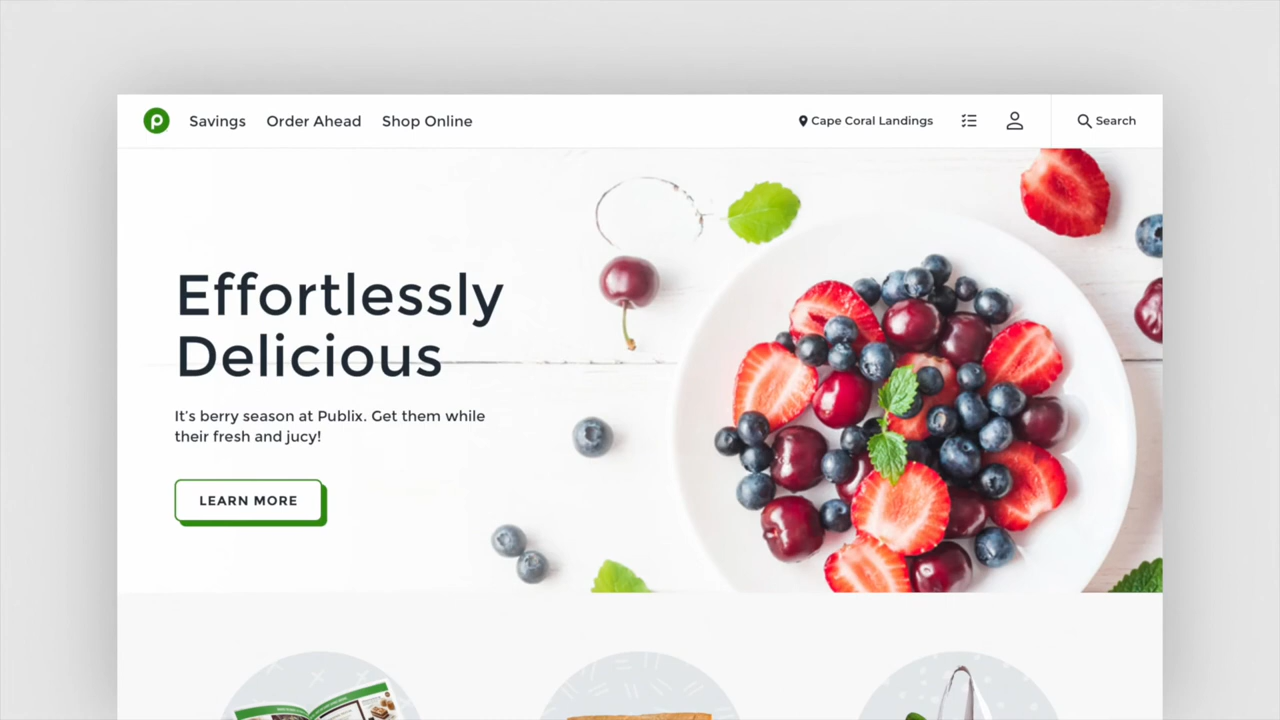 Savings Order Ahead Shop Online Cape Coral Landings Search
Effortlessly
Delicious
It's berry season at Publix. Get them while
their fresh and jucy!
LEARN MORE